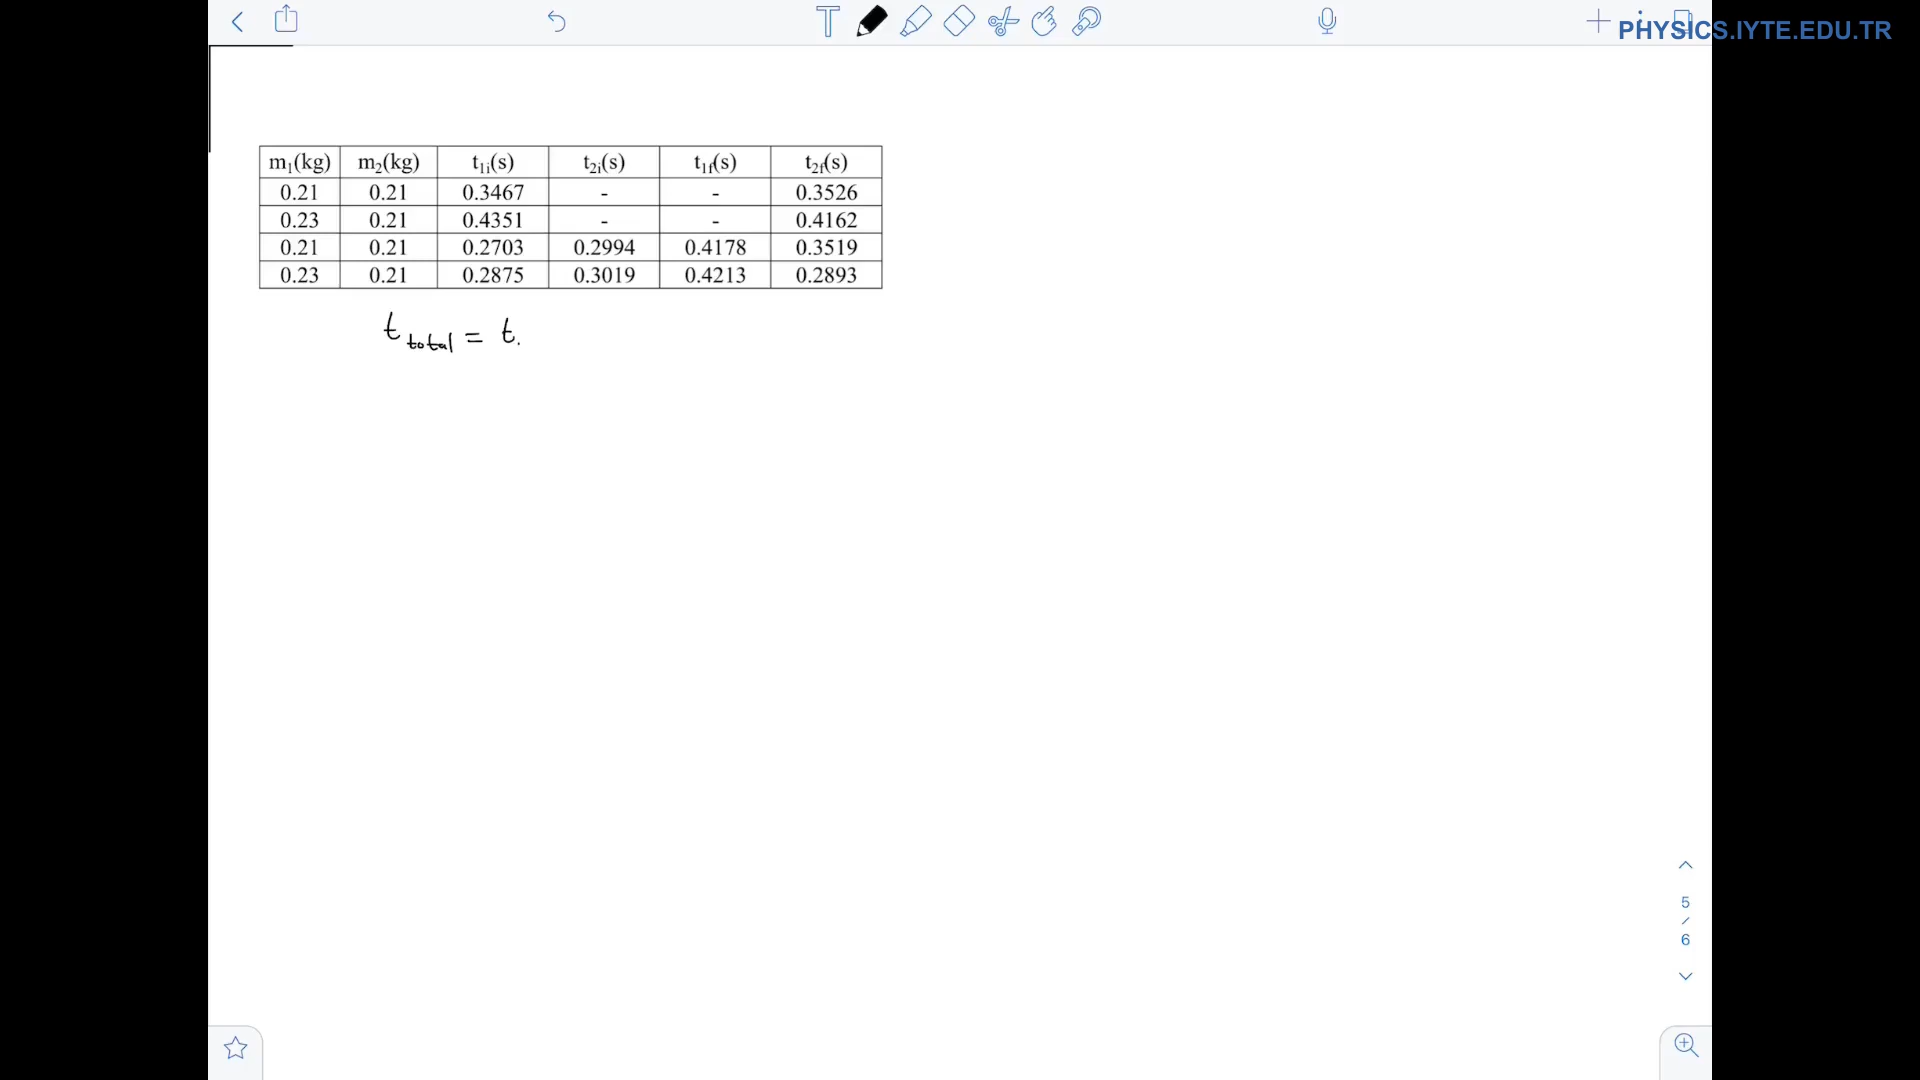 PHYSICS.IYTE.EDU.TR
m₁(kg) m₂(kg) t₁ᵢ(s) t₂ᵢ(s) t₁f(s) t₂f(s)
0.21 0.21 0.3467 - - 0.3526
0.23 0.21 0.4351 - - 0.4162
0.21 0.21 0.2703 0.2994 0.4178 0.3519
0.23 0.21 0.2875 0.3019 0.4213 0.2893
t total = t.
5
/
6